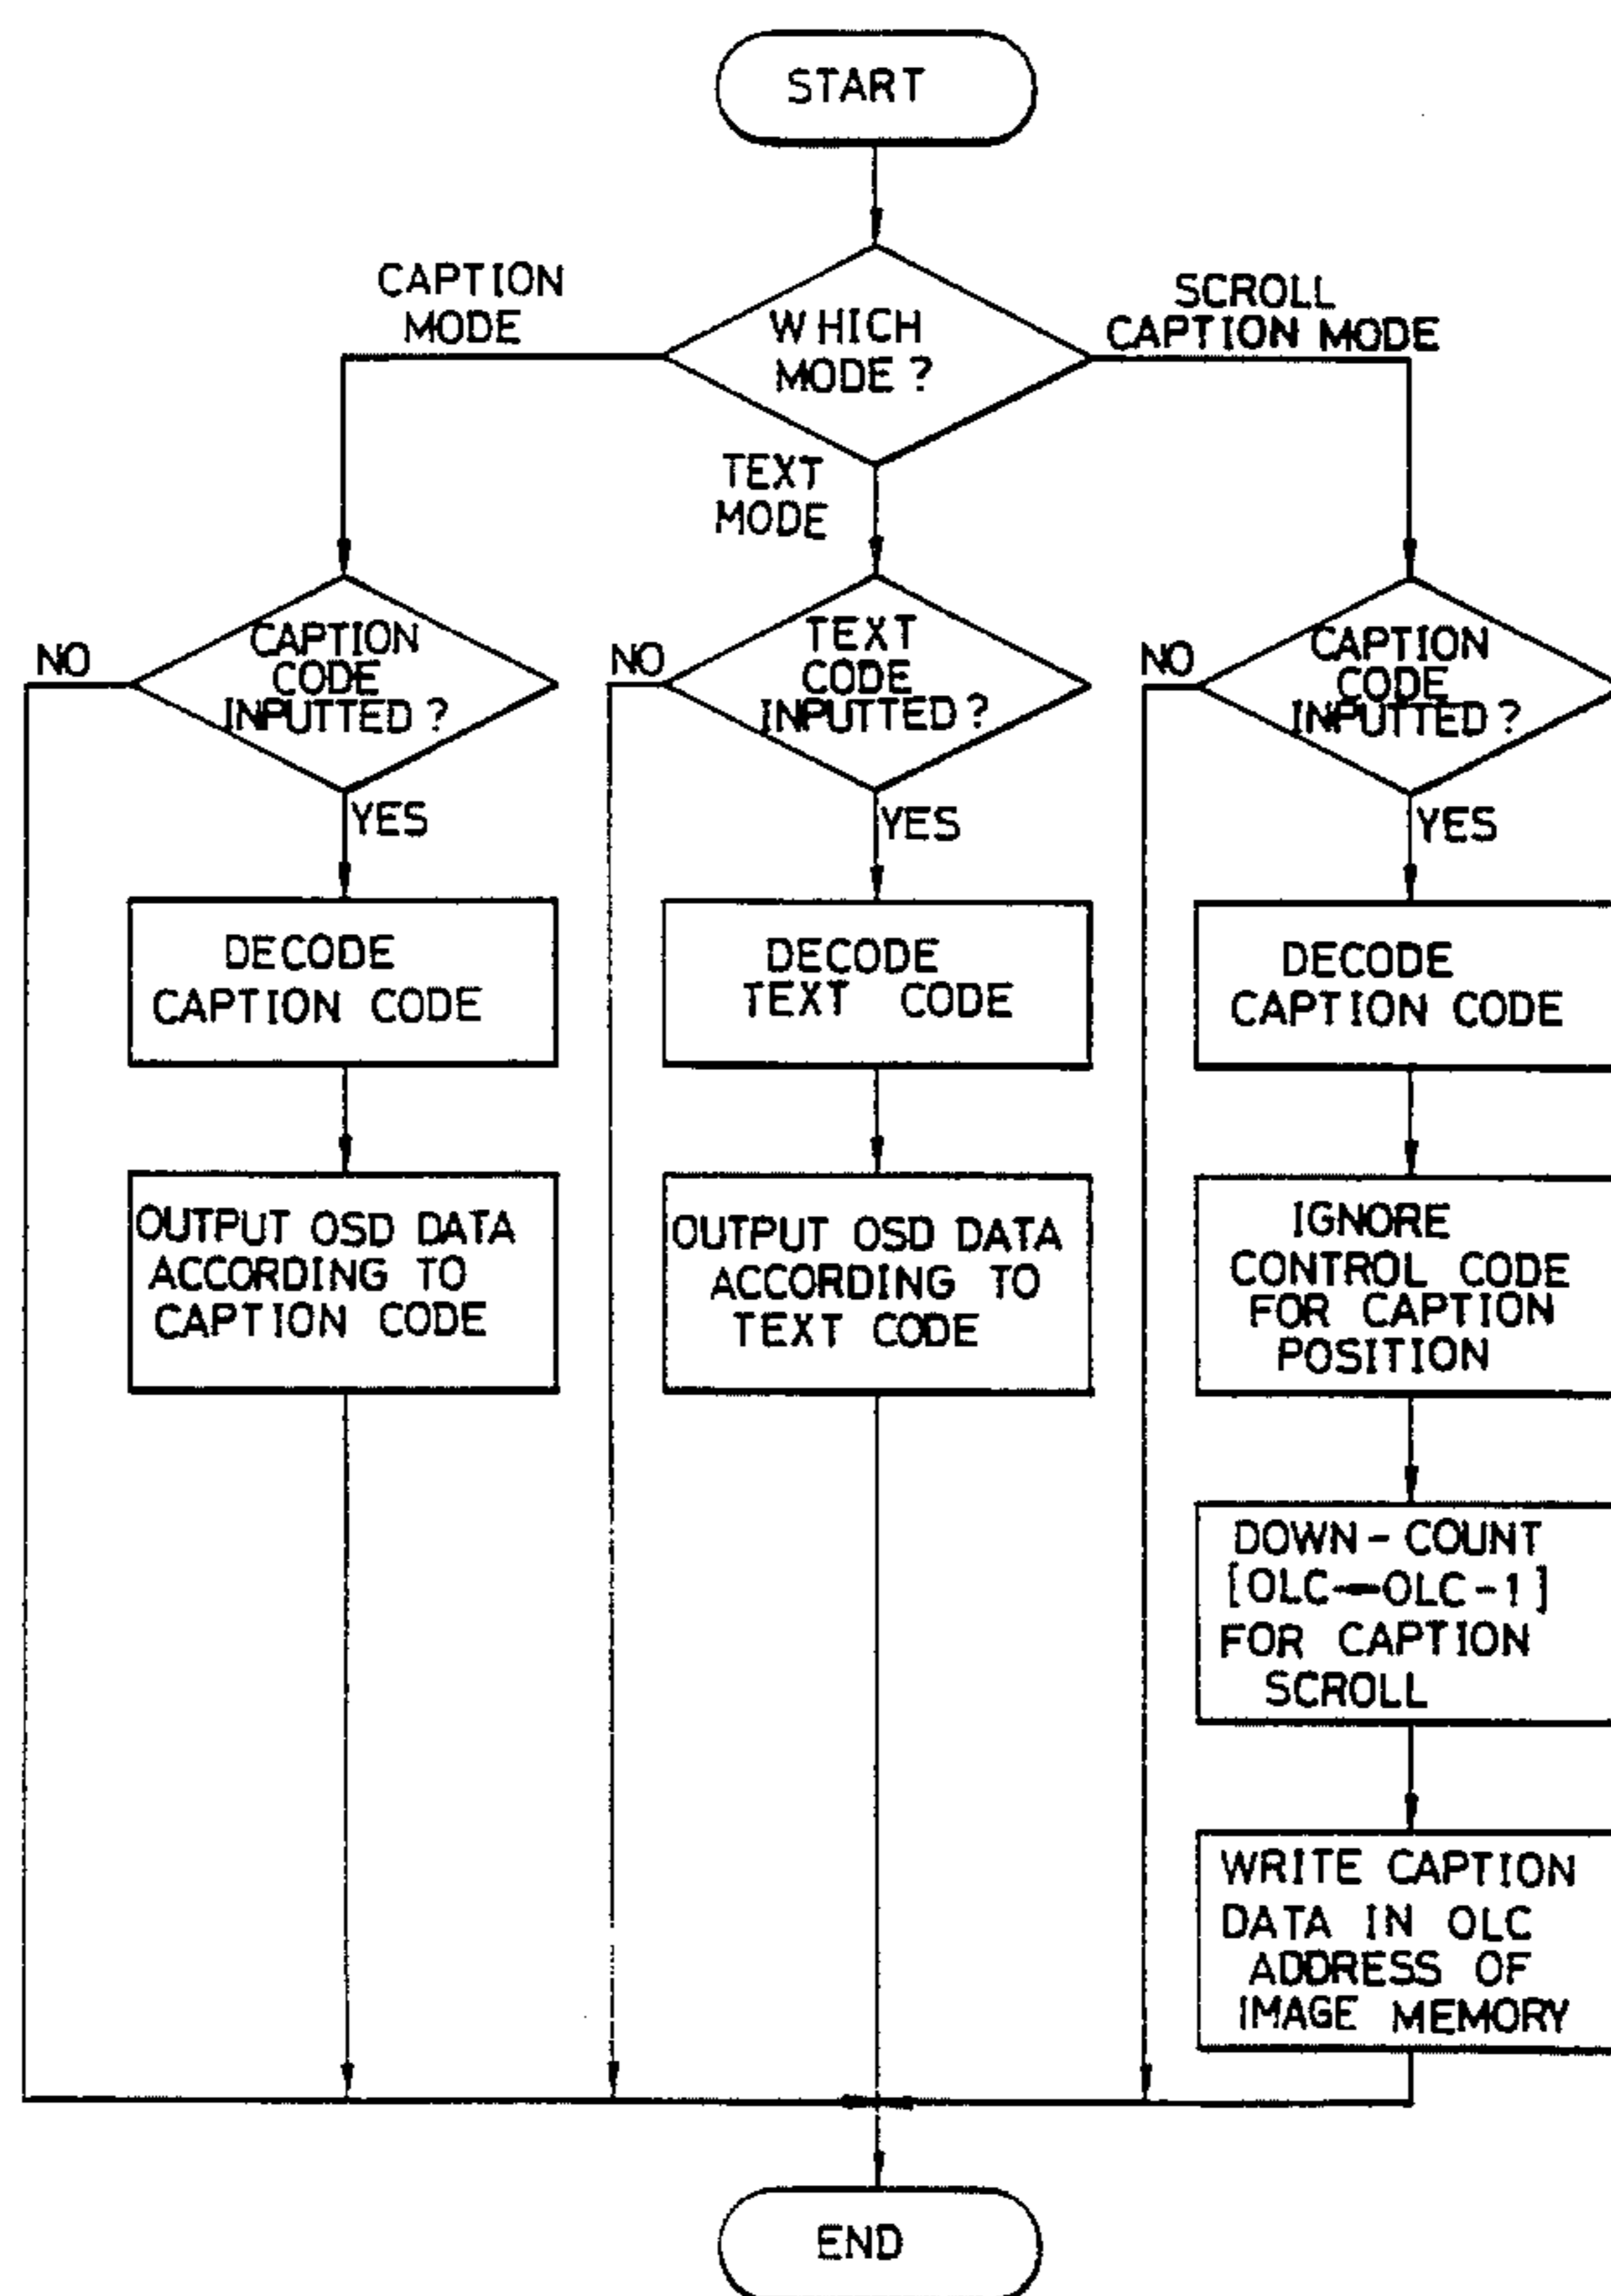 START
CAPTION
MODE
WHICH
MODE ?
SCROLL
CAPTION MODE
TEXT
MODE
NO
CAPTION
CODE
INPUTTED ?
YES
NO
TEXT
CODE
INPUTTED ?
YES
NO
CAPTION
CODE
INPUTTED ?
YES
DECODE
CAPTION CODE
DECODE
TEXT CODE
DECODE
CAPTION CODE
OUTPUT OSD DATA
ACCORDING TO
CAPTION CODE
OUTPUT OSD DATA
ACCORDING TO
TEXT CODE
IGNORE
CONTROL CODE
FOR CAPTION
POSITION
DOWN - COUNT
[OLC←OLC-1]
FOR CAPTION
SCROLL
WRITE CAPTION
DATA IN OLC
ADDRESS OF
IMAGE MEMORY
END